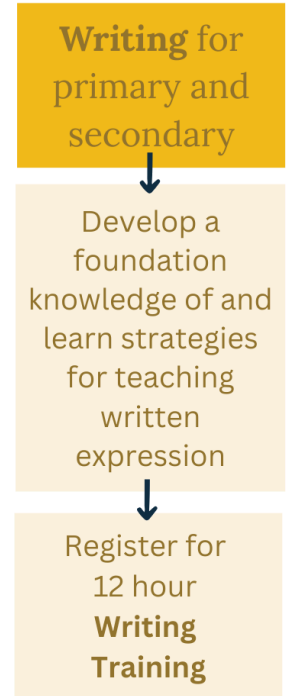 Writing for
primary and
secondary
Develop a
foundation
knowledge of and
learn strategies
for teaching
written
expression
Register for
12 hour
Writing
Training